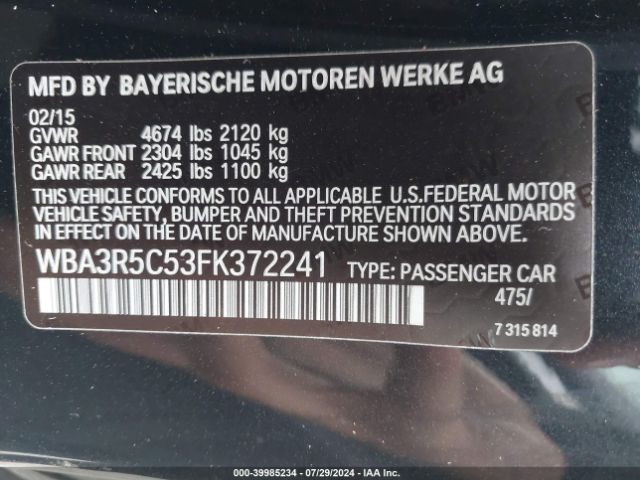 MFD BY BAYERISCHE MOTOREN WERKE AG
02/15
GVWR 4674 lbs 2120 kg
GAWR FRONT 2304 lbs 1045 kg
GAWR REAR 2425 lbs 1100 kg
THIS VEHICLE CONFORMS TO ALL APPLICABLE U.S.FEDERAL MOTOR
VEHICLE SAFETY, BUMPER AND THEFT PREVENTION STANDARDS
IN EFFECT ON THE DATE OF MANUFACTURE SHOWN ABOVE.
WBA3R5C53FK372241 TYPE: PASSENGER CAR
475/
7 315 814
000-39985234 - 07/29/2024 - IAA Inc.